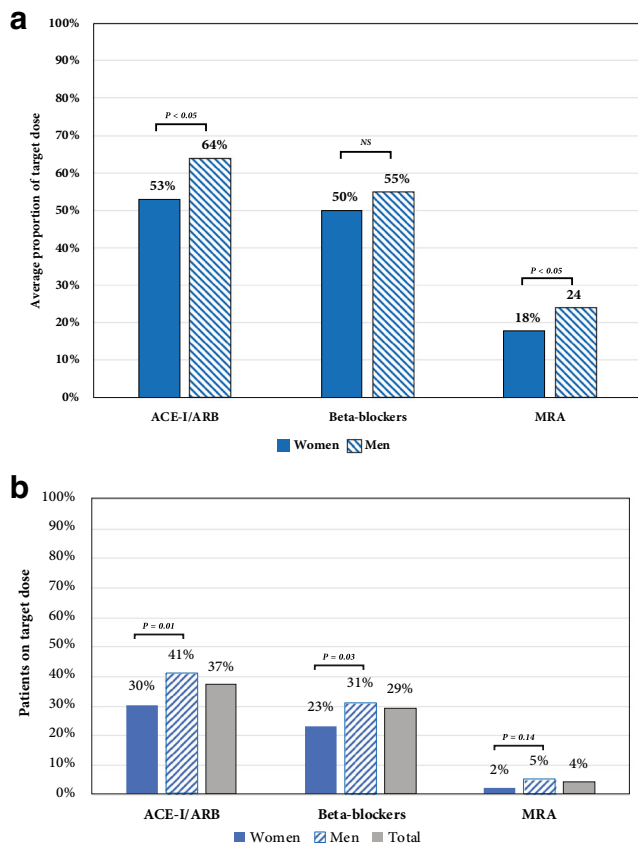 a
100%
90%
80%
70%
60%
50%
40%
30%
20%
10%
0%
Average proportion of target dose
P < 0.05
53%
64%
NS
50%
55%
P < 0.05
18%
24
ACE-I/ARB
Beta-blockers
MRA
Women Men
b
100%
90%
80%
70%
60%
50%
40%
30%
20%
10%
0%
Patients on target dose
P = 0.01
30%
41%
37%
P = 0.03
23%
31%
29%
P = 0.14
2%
5%
4%
ACE-I/ARB
Beta-blockers
MRA
Women Men Total